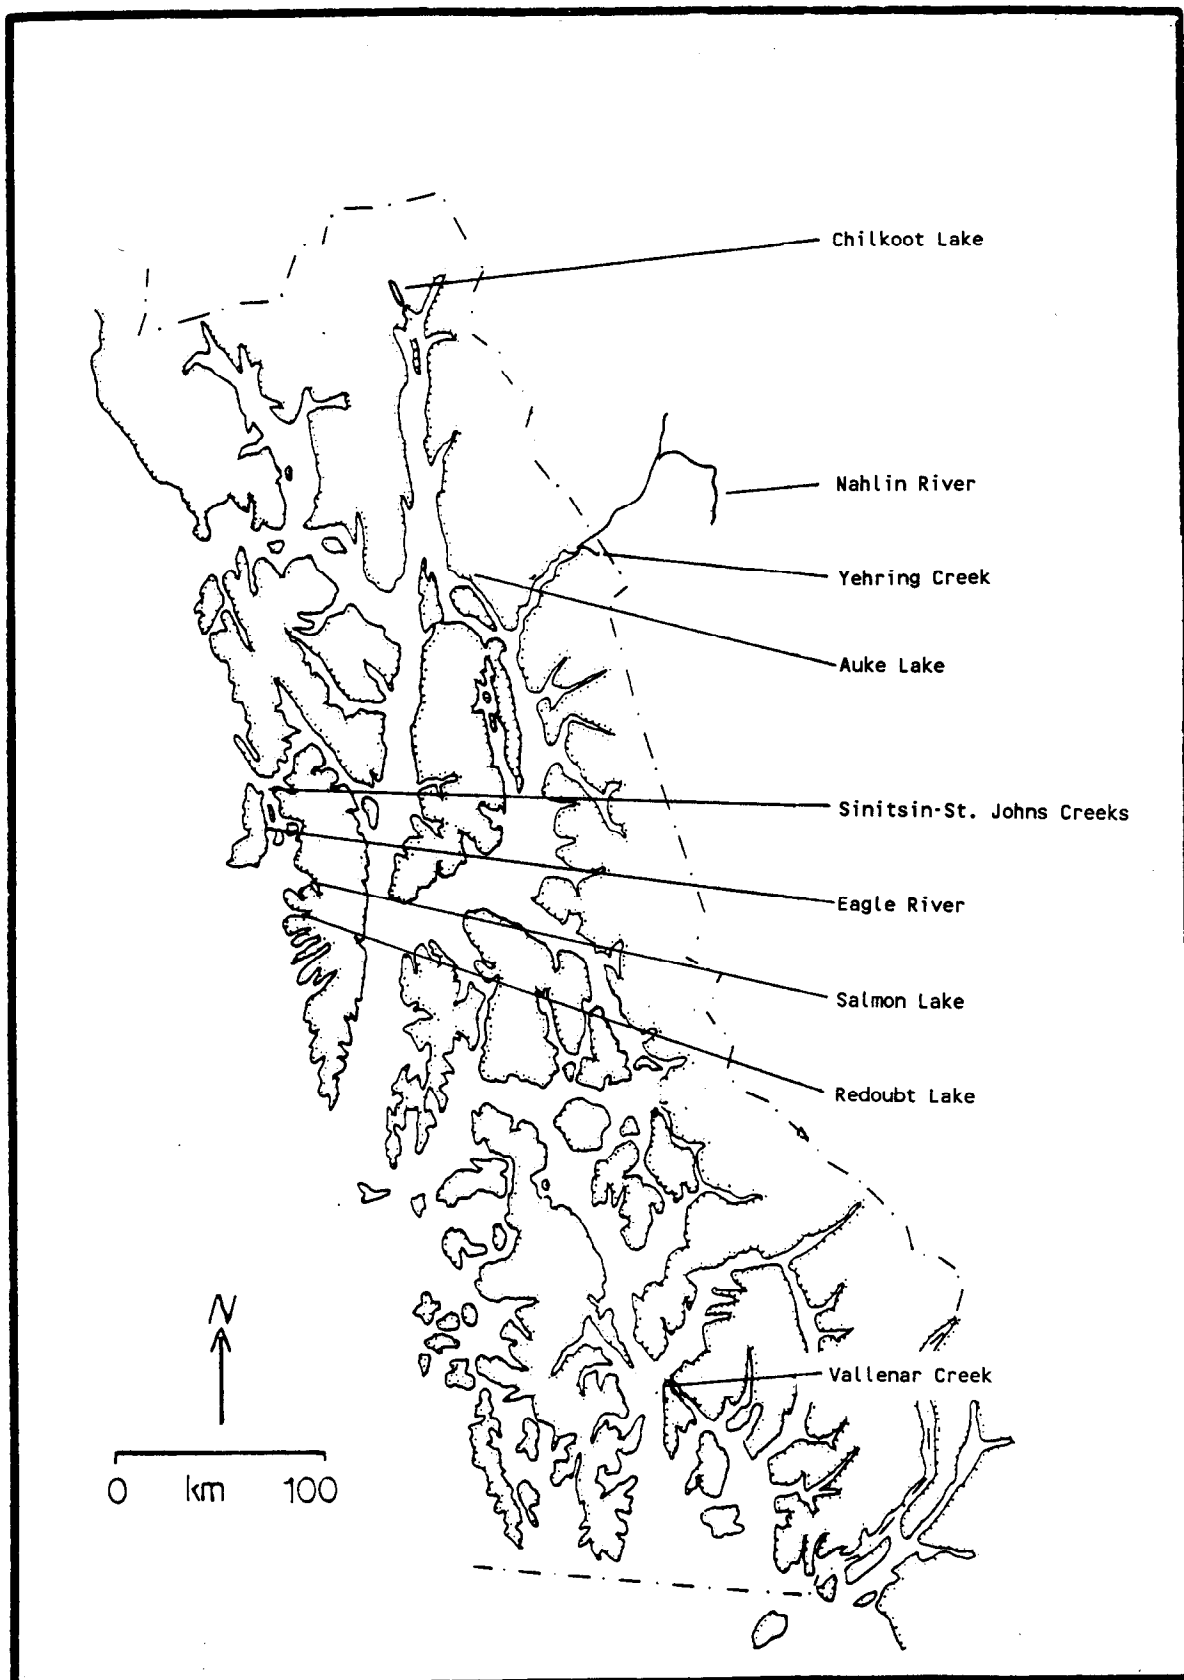 Chilkoot Lake
Nahlin River
Yehring Creek
Auke Lake
Sinitsin-St. Johns Creeks
Eagle River
Salmon Lake
Redoubt Lake
N
Vallenar Creek
0 km 100